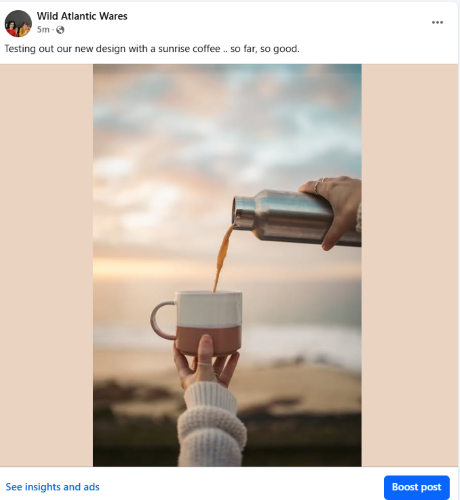 Wild Atlantic Wares
5m ·
Testing out our new design with a sunrise coffee .. so far, so good.
See insights and ads
Boost post